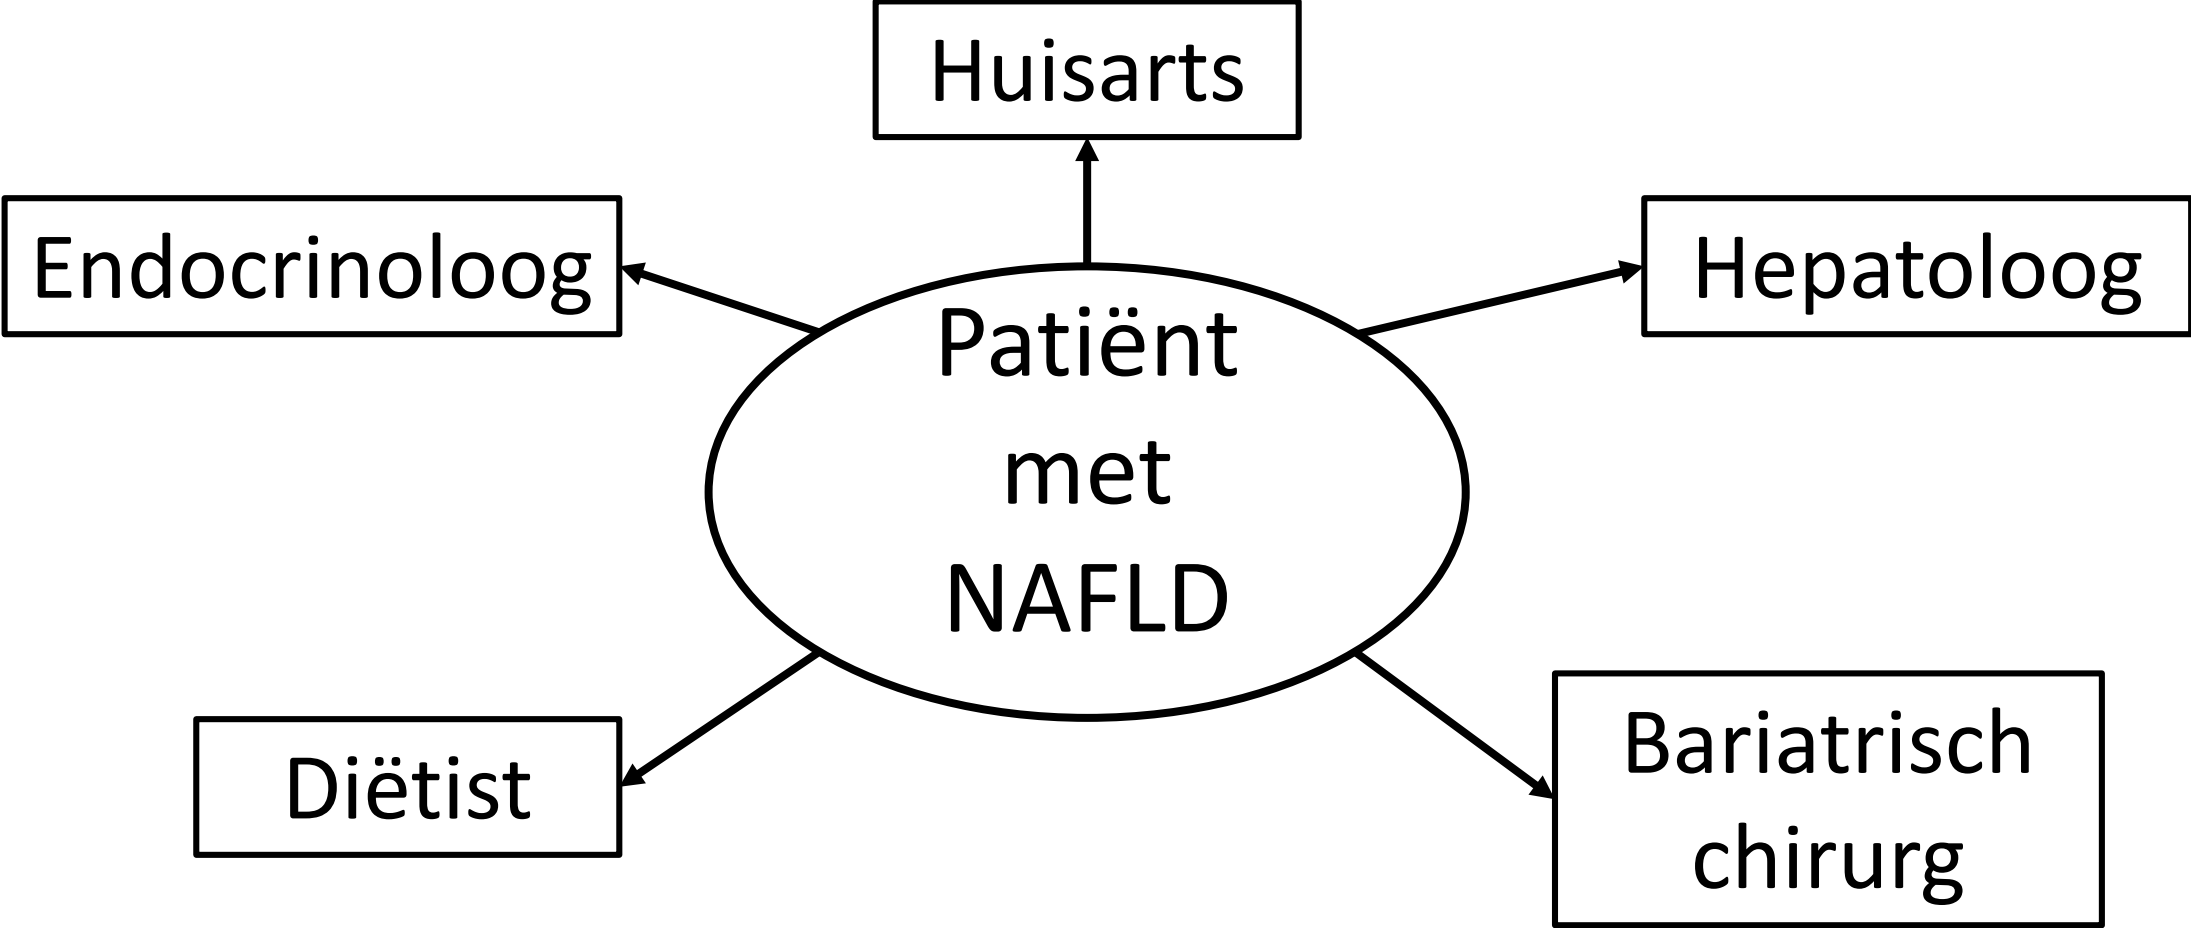 Huisarts
Endocrinoloog
Hepatoloog
Patiënt
met
NAFLD
Diëtist
Bariatrisch
chirurg